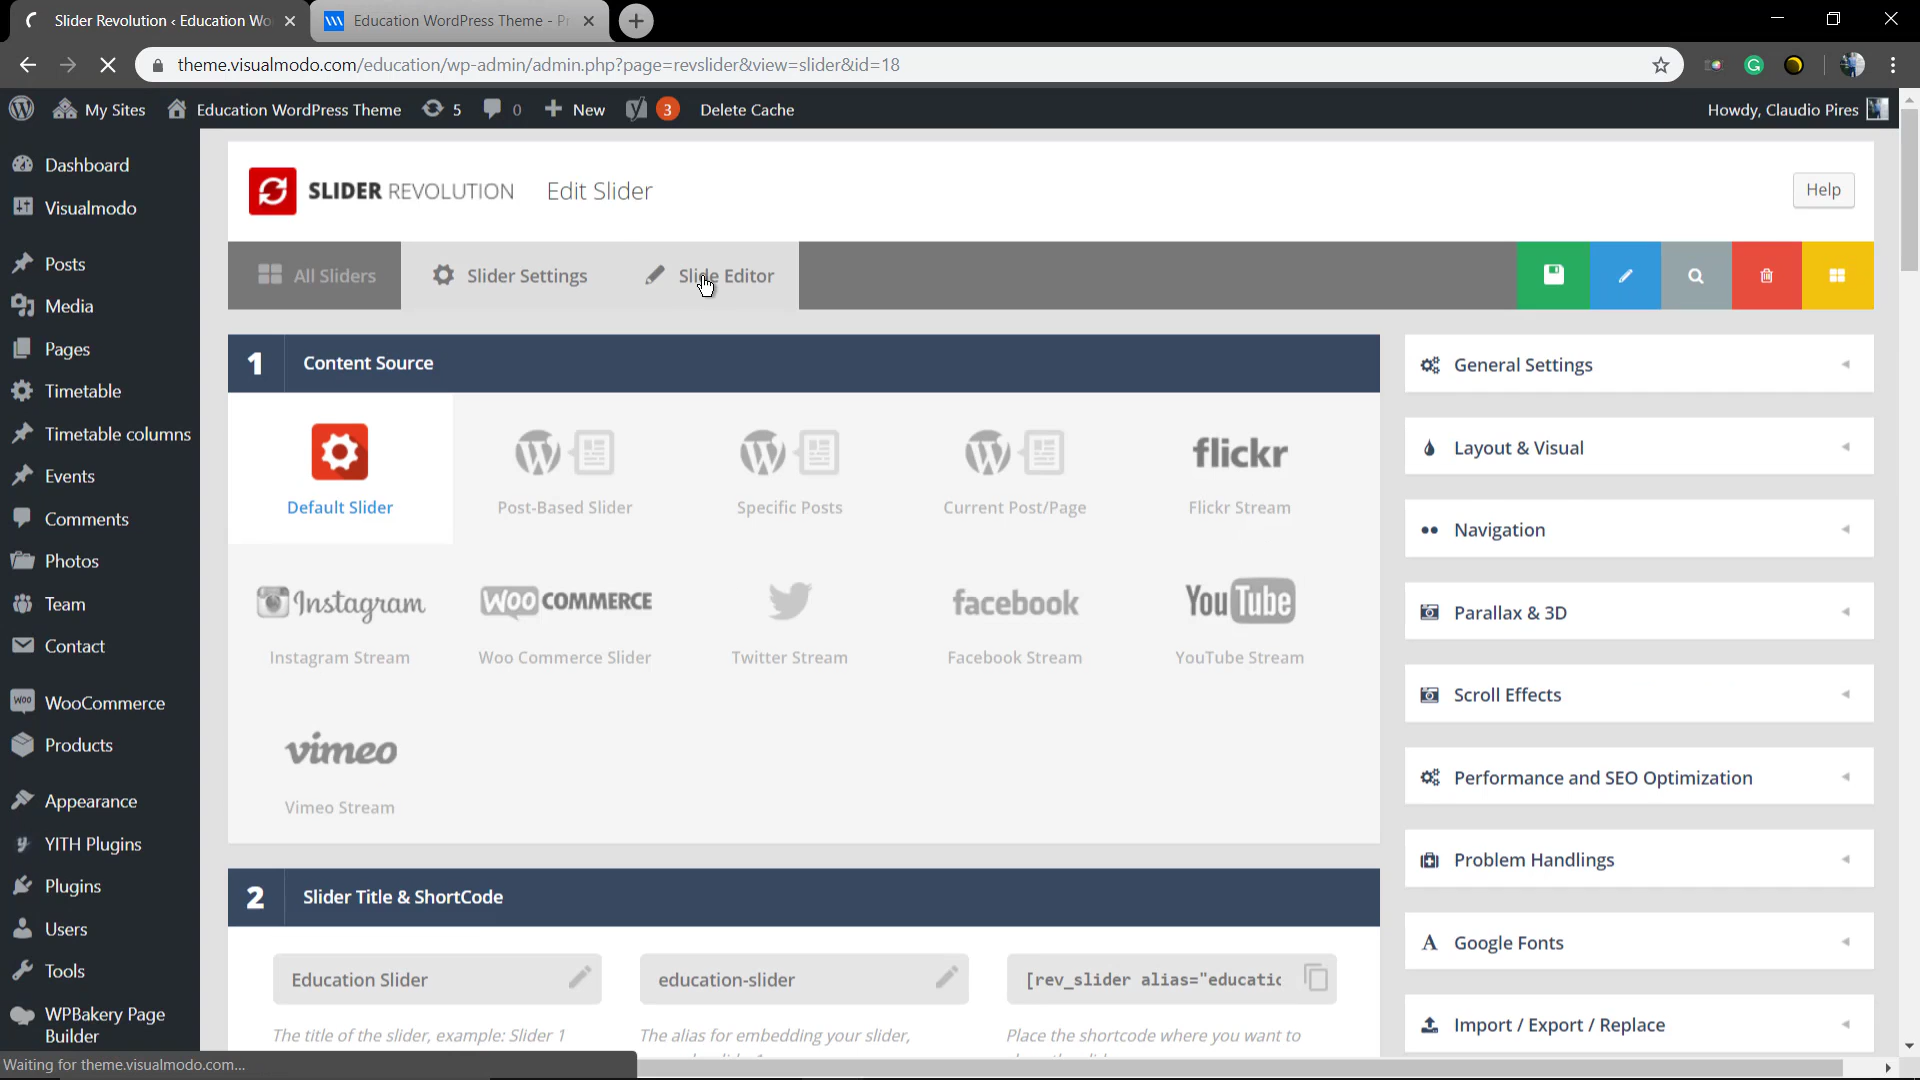 Slider Revolution ‹ Education Wo
Education WordPress Theme - Pr
theme.visualmodo.com/education/wp-admin/admin.php?page=revslider&view=slider&id=18
My Sites
Education WordPress Theme
5
0
New
3
Delete Cache
Howdy, Claudio Pires
Dashboard
Visualmodo
Posts
Media
Pages
Timetable
Timetable columns
Events
Comments
Photos
Team
Contact
WooCommerce
Products
Appearance
YITH Plugins
Plugins
Users
Tools
WPBakery Page
Builder
SLIDER REVOLUTION
Edit Slider
Help
All Sliders
Slider Settings
Slide Editor
1
Content Source
Default Slider
Post-Based Slider
Specific Posts
Current Post/Page
flickr
Flickr Stream
Instagram
Instagram Stream
WOO COMMERCE
Woo Commerce Slider
Twitter Stream
facebook
Facebook Stream
YouTube
YouTube Stream
vimeo
Vimeo Stream
2
Slider Title & ShortCode
Education Slider
education-slider
[rev_slider alias="educatic
The title of the slider, example: Slider 1
The alias for embedding your slider,
Place the shortcode where you want to
General Settings
Layout & Visual
Navigation
Parallax & 3D
Scroll Effects
Performance and SEO Optimization
Problem Handlings
Google Fonts
Import / Export / Replace
Waiting for theme.visualmodo.com...